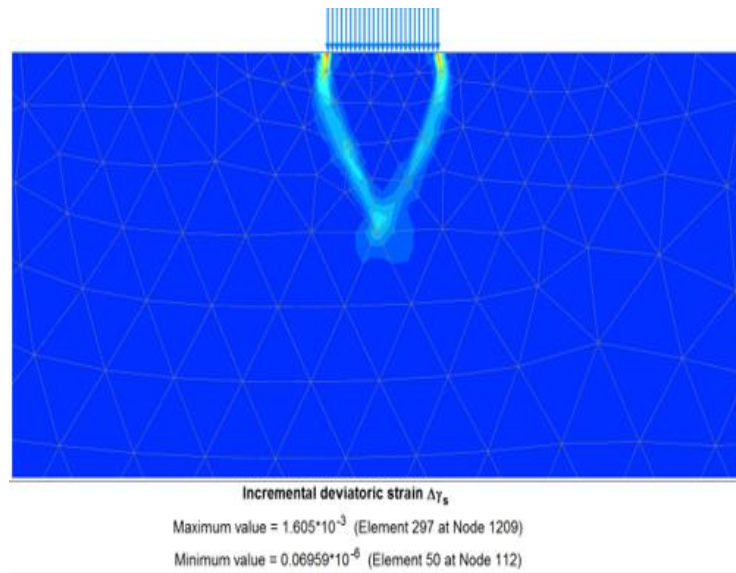 Incremental deviatoric strain Δγₛ
Maximum value = 1.605*10⁻³ (Element 297 at Node 1209)
Minimum value = 0.06959*10⁻⁶ (Element 50 at Node 112)